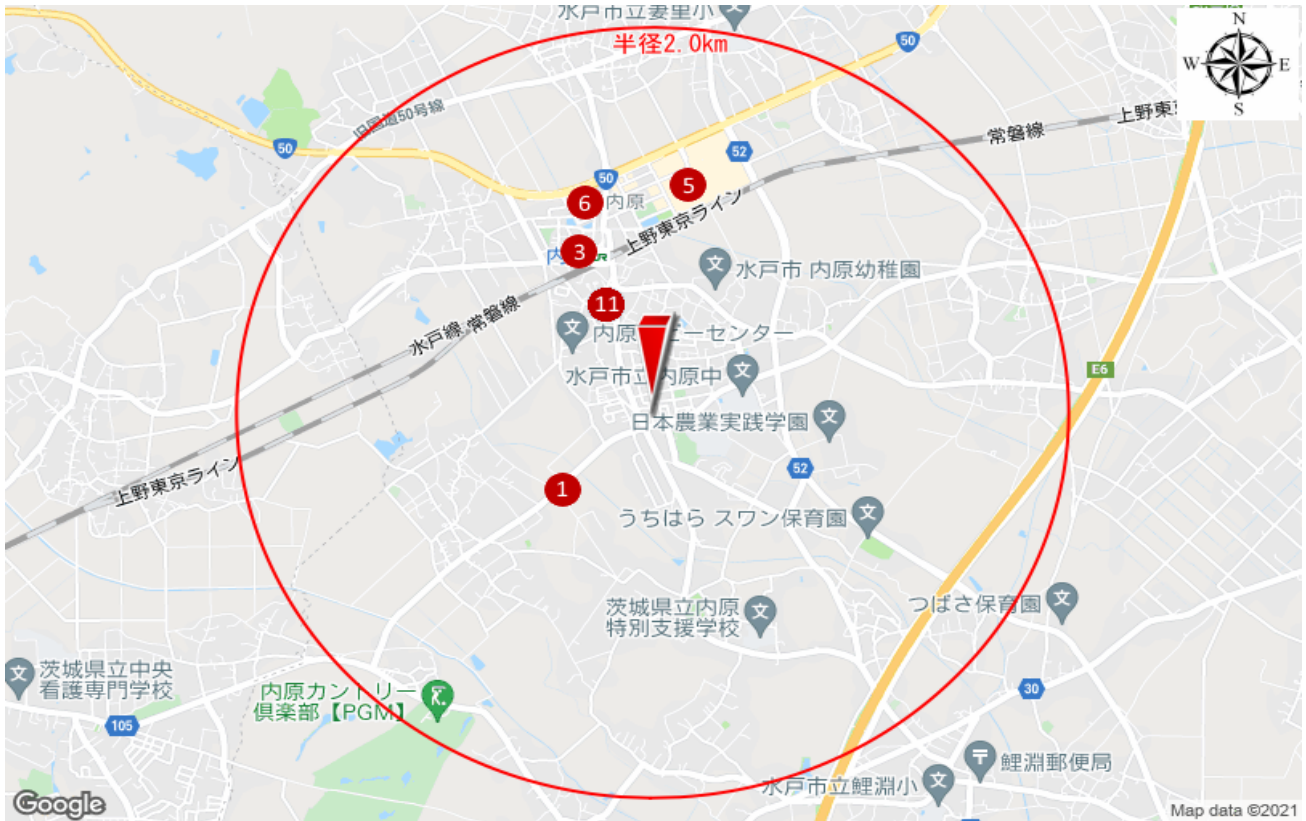 水戸市立妻里小
半径2.0km
50
N
W E
S
旧国道50号線
50
52
常磐線
上野東
50
5
6
内原
上野東京ライン
3
内
JR
水戸市 内原幼稚園
11
水戸線
常磐線
内原
ビーセンター
水戸市立内原中
E6
日本農業実践学園
52
上野東京ライン
1
うちはら スワン保育園
つばさ保育園
茨城県立内原
特別支援学校
茨城県立中央
看護専門学校
内原カントリー
倶楽部【PGM】
30
105
鯉淵郵便局
水戸市立鯉淵小
Google
Map data ©2021